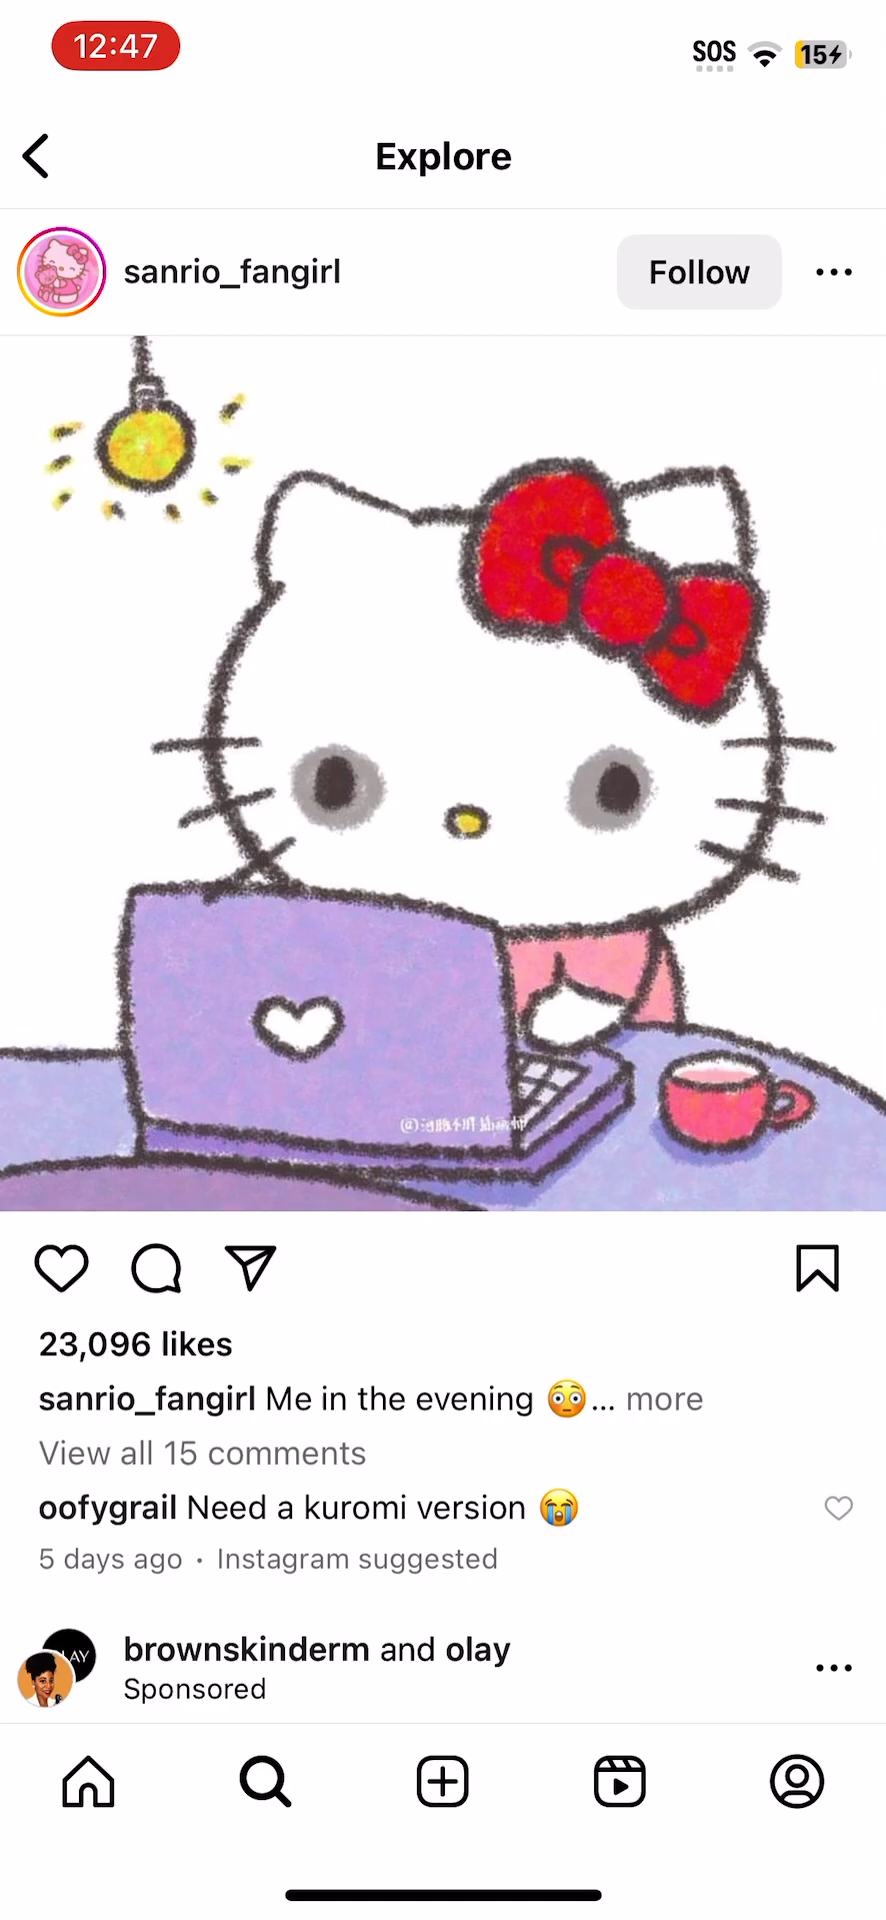 12:47
SOS
15
Explore
sanrio_fangirl
Follow
23,096 likes
sanrio_fangirl Me in the evening 😳... more
View all 15 comments
oofygrail Need a kuromi version 😭
5 days ago · Instagram suggested
brownskinderm and olay
Sponsored